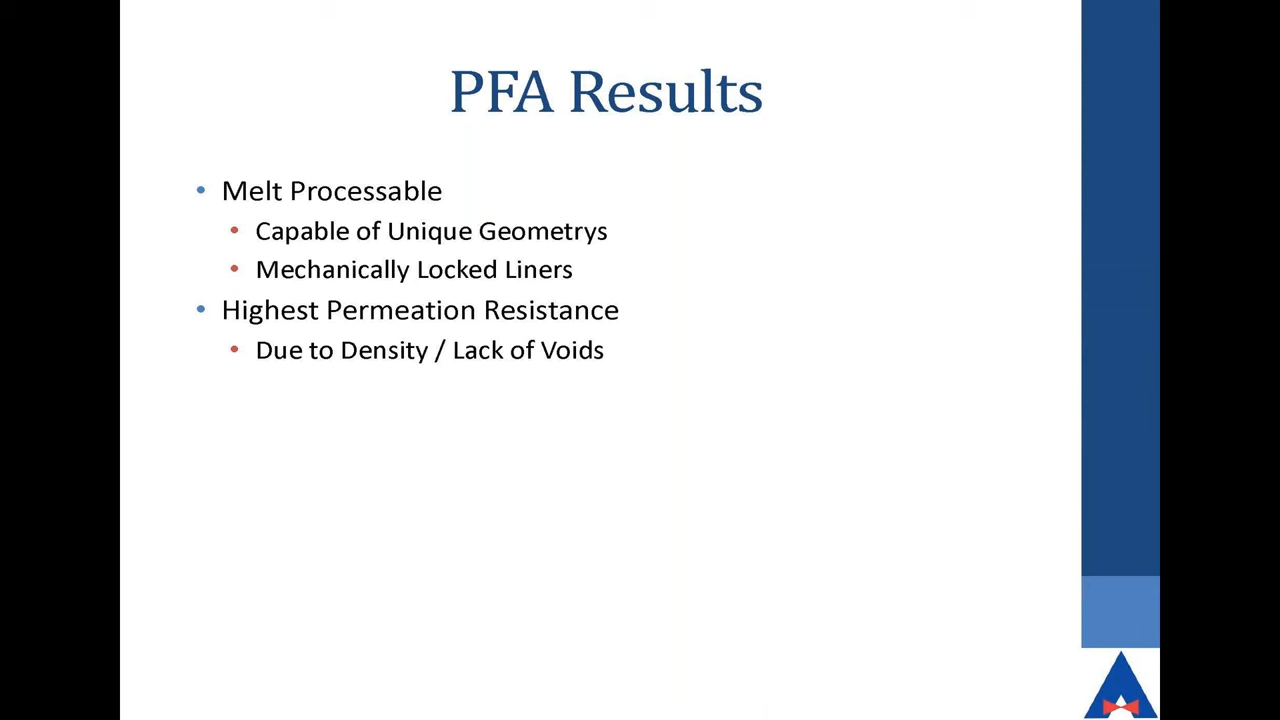 PFA Results
• Melt Processable
• Capable of Unique Geometrys
• Mechanically Locked Liners
• Highest Permeation Resistance
• Due to Density / Lack of Voids